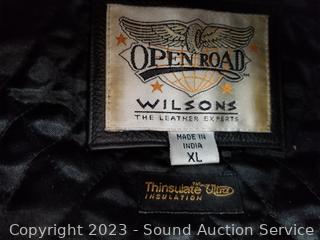 OPEN ROAD
WILSONS
THE LEATHER EXPERTS
MADE IN
INDIA
XL
Thinsulate Ultra
INSULATION
Copyright 2023 - Sound Auction Service